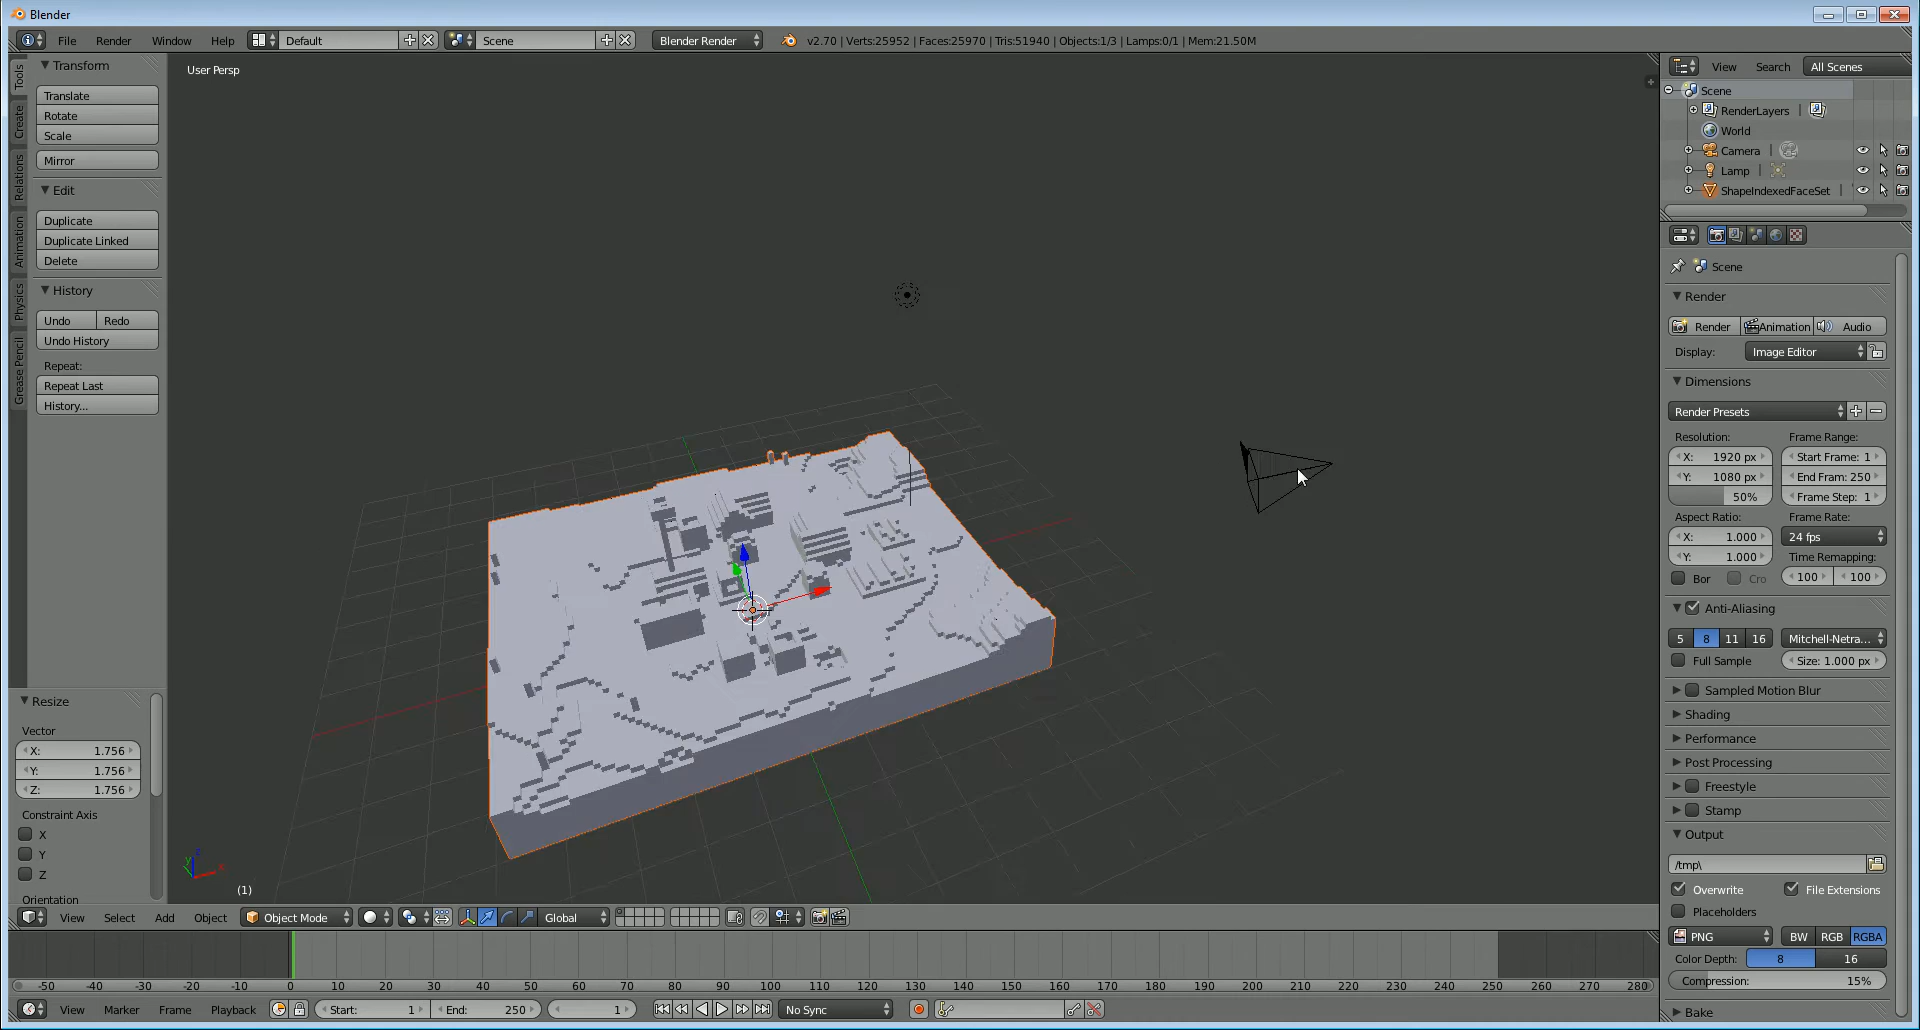 Blender
File Render Window Help Default Scene Blender Render v2.70 | Verts:25952 | Faces:25970 | Tris:51940 | Objects:1/3 | Lamps:0/1 | Mem:21.50M
Tools
Create
Relations
Animation
Physics
Grease Pencil
Transform
Translate
Rotate
Scale
Mirror
Edit
Duplicate
Duplicate Linked
Delete
History
Undo Redo
Undo History
Repeat:
Repeat Last
History...
Resize
Vector
X: 1.756
Y: 1.756
Z: 1.756
Constraint Axis
X
Y
Z
Orientation
User Persp
z
y
x
(1)
View Select Add Object Object Mode Global
-50 -40 -30 -20 -10 0 10 20 30 40 50 60 70 80 90 100 110 120 130 140 150 160 170 180 190 200 210 220 230 240 250 260 270 280
View Marker Frame Playback Start: 1 End: 250 1 No Sync
View Search All Scenes
Scene
RenderLayers |
World
Camera |
Lamp |
ShapeIndexedFaceSet |
Scene
Render
Render Animation Audio
Display: Image Editor
Dimensions
Render Presets
Resolution: Frame Range:
X: 1920 px Start Frame: 1
Y: 1080 px End Fram: 250
50% Frame Step: 1
Aspect Ratio: Frame Rate:
X: 1.000 24 fps
Y: 1.000 Time Remapping:
Bor Cro 100 100
Anti-Aliasing
5 8 11 16 Mitchell-Netra...
Full Sample Size: 1.000 px
Sampled Motion Blur
Shading
Performance
Post Processing
Freestyle
Stamp
Output
/tmp\
Overwrite File Extensions
Placeholders
PNG BW RGB RGBA
Color Depth: 8 16
Compression: 15%
Bake